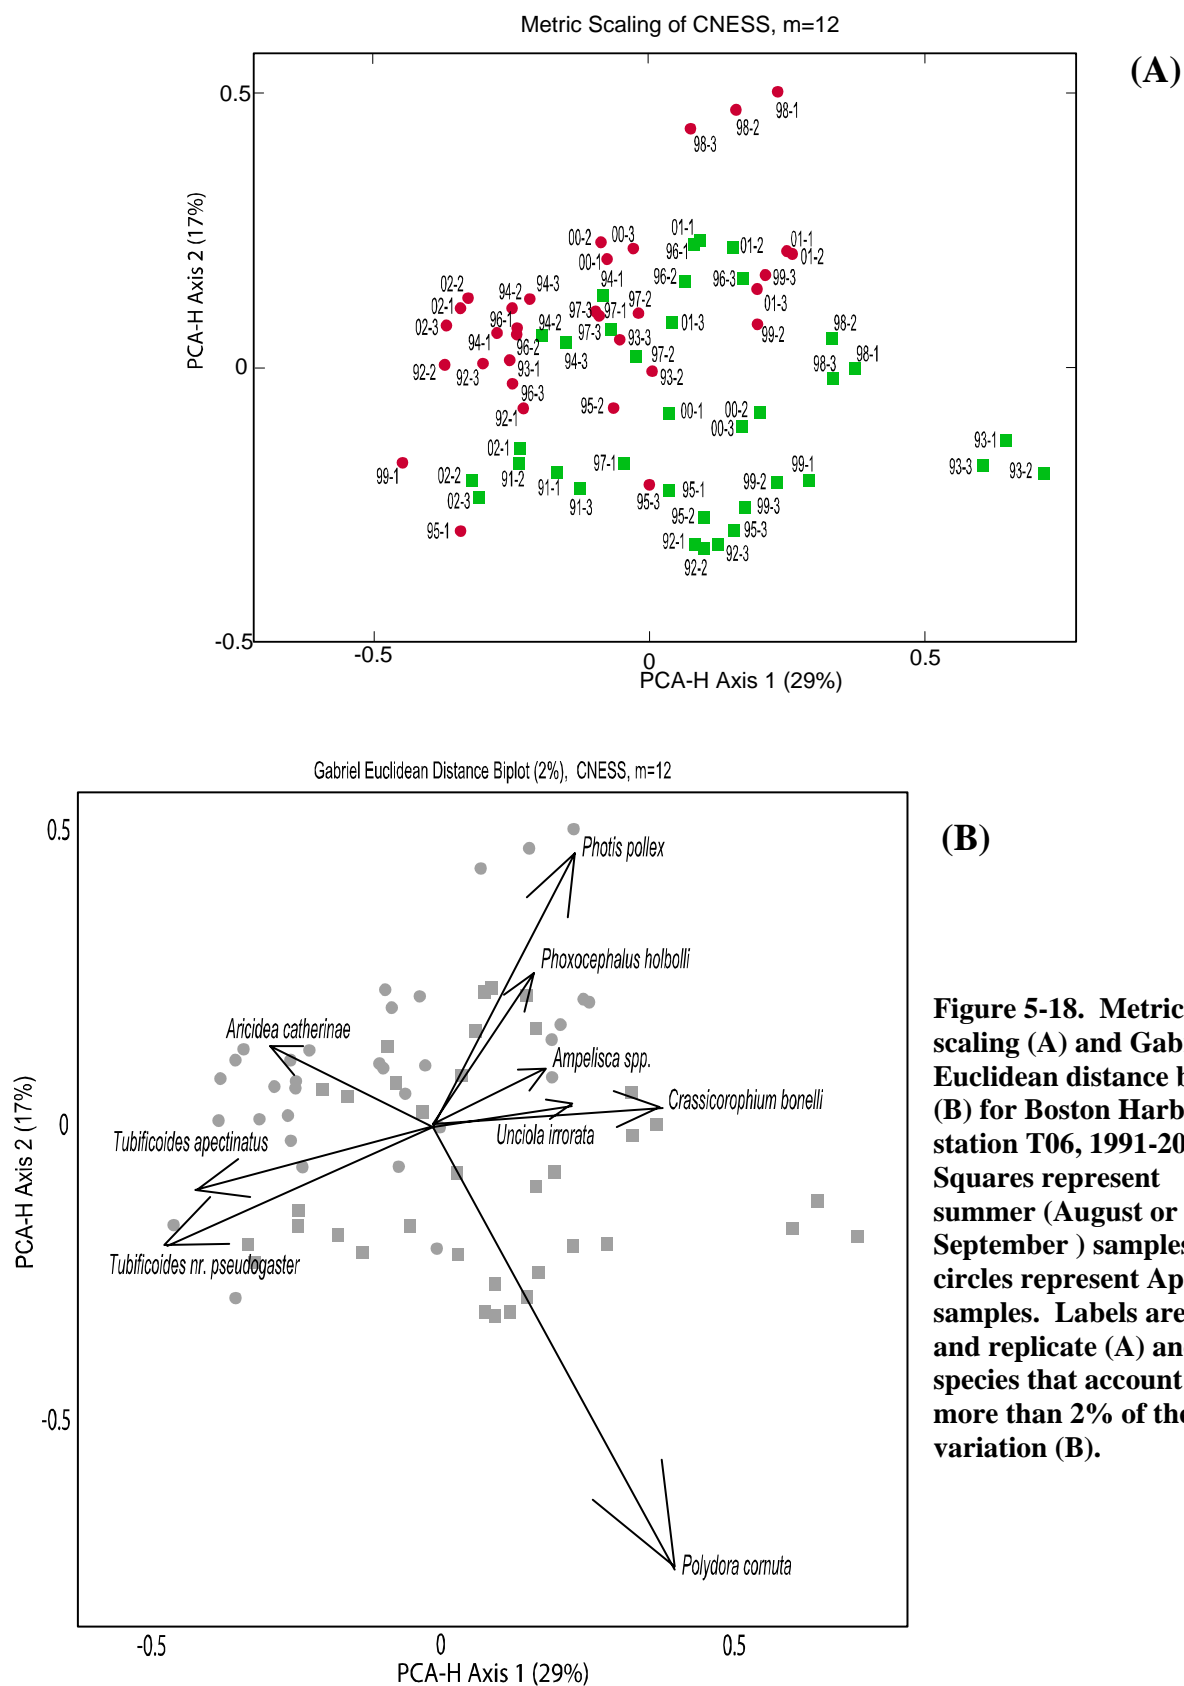 Metric Scaling of CNESS, m=12
(A)
0.5
0
-0.5
PCA-H Axis 2 (17%)
98-1
98-2
98-3
00-2
00-3
01-1
01-1
96-1
01-2
01-2
00-1
94-1
96-2
96-3
99-3
02-2
94-2
94-3
02-1
97-3
97-1
97-2
01-3
02-3
96-1
94-2
97-3
93-3
01-3
99-2
98-2
94-1
96-2
94-3
97-2
98-1
92-2
92-3
93-1
93-2
98-3
96-3
92-1
95-2
00-1
00-2
00-3
93-1
02-1
99-1
91-2
97-1
99-1
93-3
93-2
02-2
91-1
95-3
95-1
99-2
02-3
91-3
99-3
95-1
95-2
95-3
92-1
92-3
92-2
-0.5
0
0.5
PCA-H Axis 1 (29%)
Gabriel Euclidean Distance Biplot (2%), CNESS, m=12
(B)
0.5
0
-0.5
PCA-H Axis 2 (17%)
Photis pollex
Phoxocephalus holbolli
Aricidea catherinae
Ampelisca spp.
Crassicorophium bonelli
Unciola irrorata
Tubificoides apectinatus
Tubificoides nr. pseudogaster
Polydora cornuta
-0.5
0
0.5
PCA-H Axis 1 (29%)
Figure 5-18. Metric
scaling (A) and Gab
Euclidean distance b
(B) for Boston Harb
station T06, 1991-20
Squares represent
summer (August or
September ) samples
circles represent Ap
samples. Labels are
and replicate (A) an
species that account
more than 2% of the
variation (B).